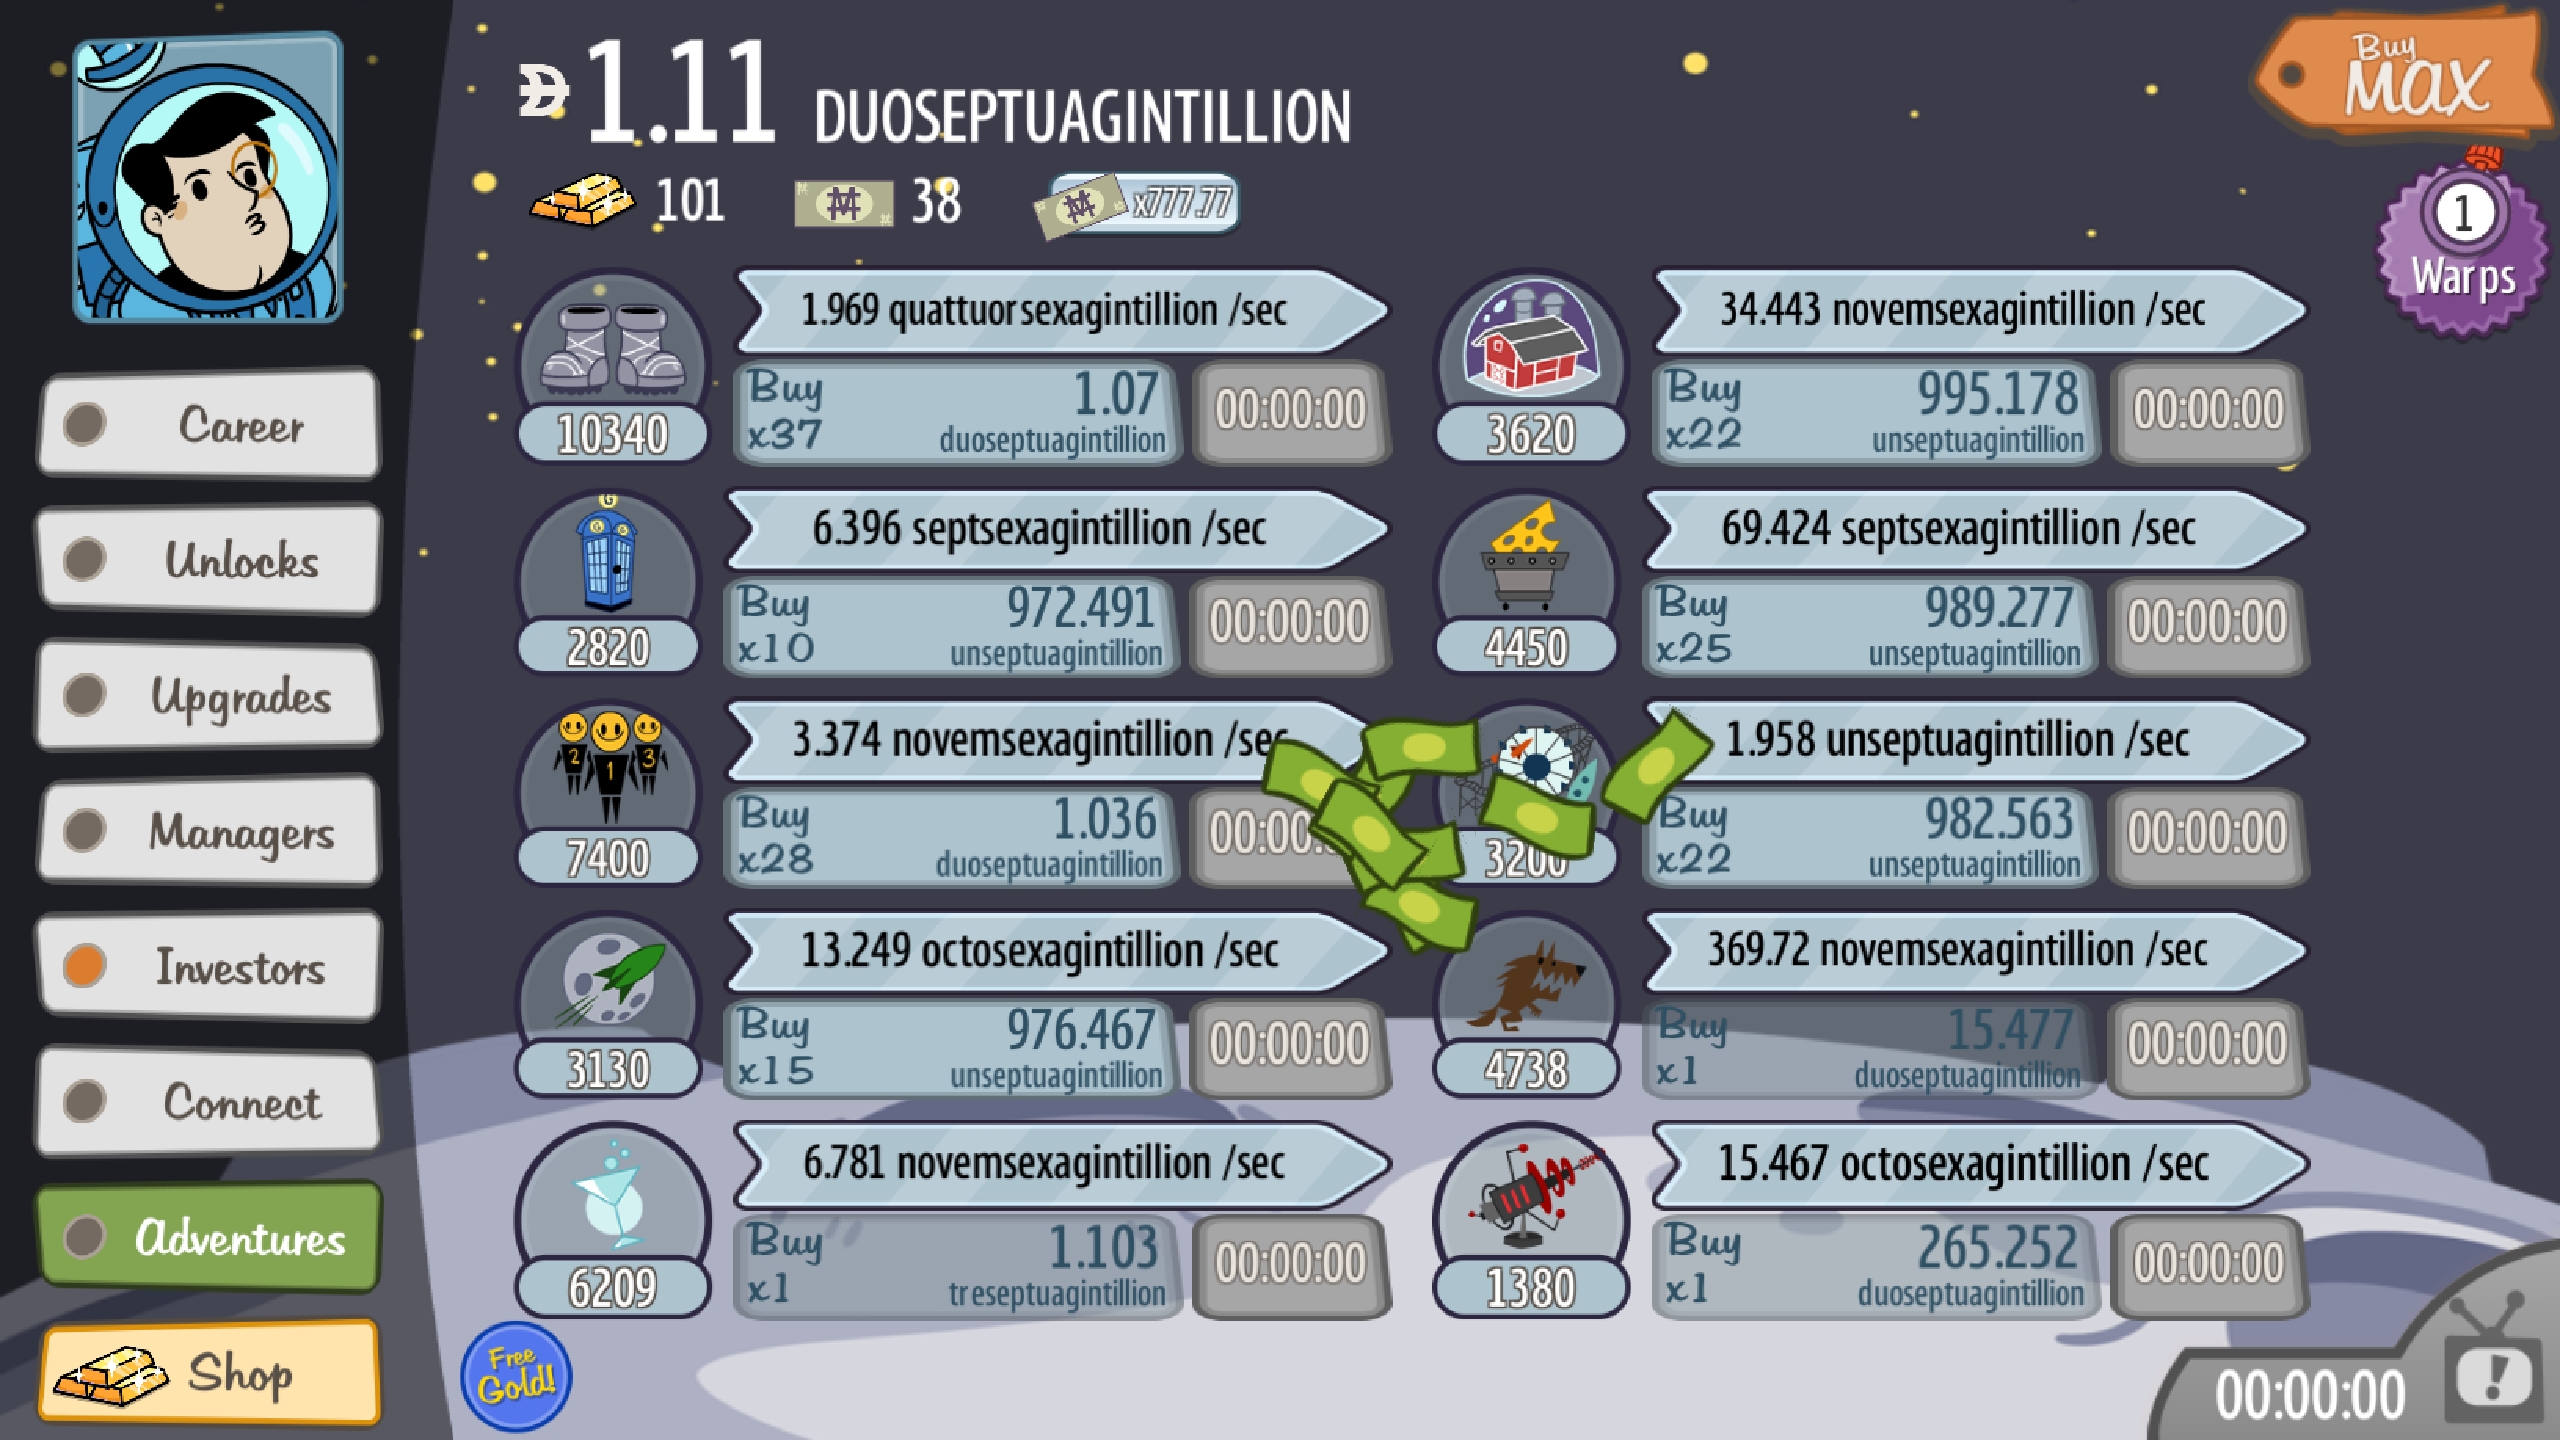 1.11 DUOSEPTUAGINTILLION
Buy
MAX
101
38
x777.77
1
Warps
Career
Unlocks
Upgrades
Managers
Investors
Connect
Adventures
Shop
1.969 quattuorsexagintillion /sec
10340
Buy
x37
1.07
duoseptuagintillion
00:00:00
34.443 novemsexagintillion /sec
3620
Buy
x22
995.178
unseptuagintillion
00:00:00
G
6.396 septsexagintillion /sec
2820
Buy
x10
972.491
unseptuagintillion
00:00:00
69.424 septsexagintillion /sec
4450
Buy
x25
989.277
unseptuagintillion
00:00:00
2 1 3
3.374 novemsexagintillion /sec
7400
Buy
x28
1.036
duoseptuagintillion
1.958 unseptuagintillion /sec
3200
Buy
x22
982.563
unseptuagintillion
00:00:00
13.249 octosexagintillion /sec
3130
Buy
x15
976.467
unseptuagintillion
00:00:00
369.72 novemsexagintillion /sec
4738
Buy
x1
15.477
duoseptuagintillion
00:00:00
6.781 novemsexagintillion /sec
6209
Buy
x1
1.103
treseptuagintillion
00:00:00
15.467 octosexagintillion /sec
1380
Buy
x1
265.252
duoseptuagintillion
00:00:00
Free
Gold!
00:00:00
!